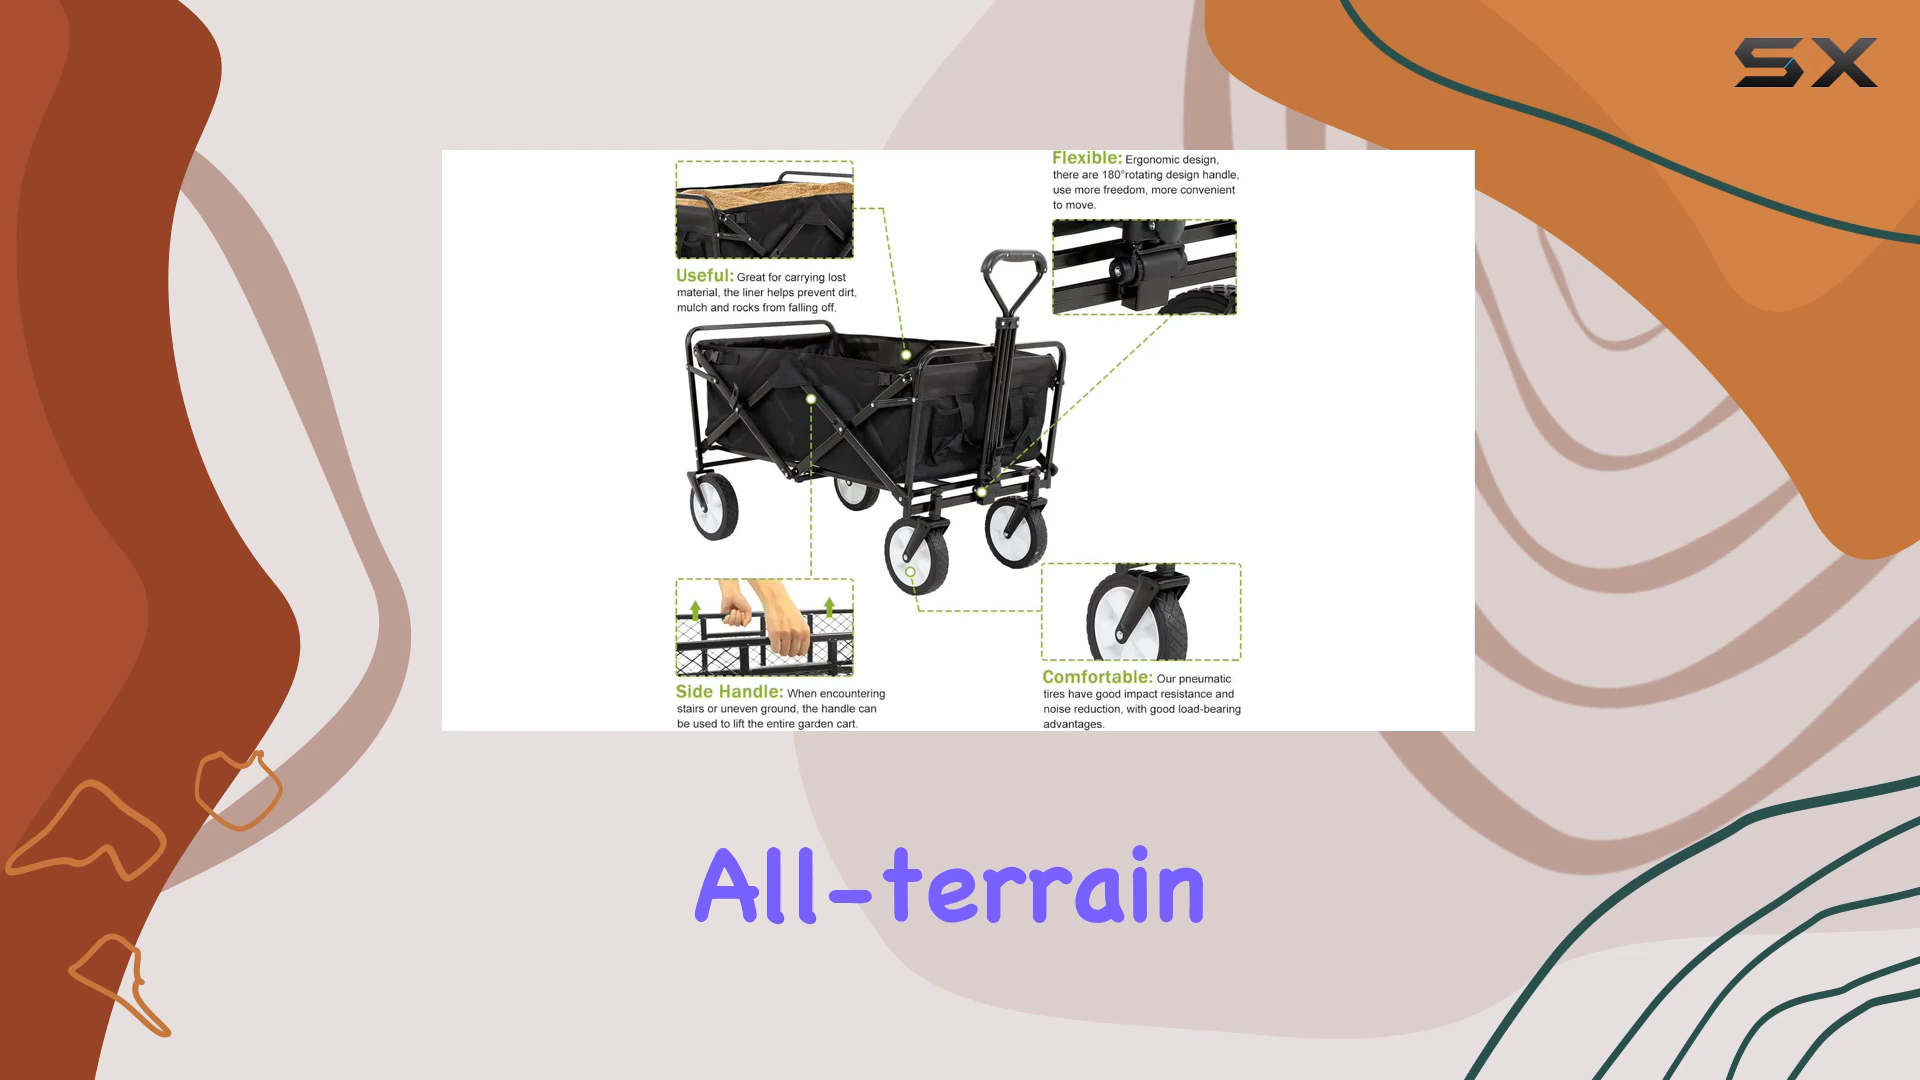 SX
Flexible: Ergonomic design,
there are 180°rotating design handle,
use more freedom, more convenient
to move.
Useful: Great for carrying lost
material, the liner helps prevent dirt,
mulch and rocks from falling off.
Side Handle: When encountering
stairs or uneven ground, the handle can
be used to lift the entire garden cart.
Comfortable: Our pneumatic
tires have good impact resistance and
noise reduction, with good load-bearing
advantages.
All-terrain